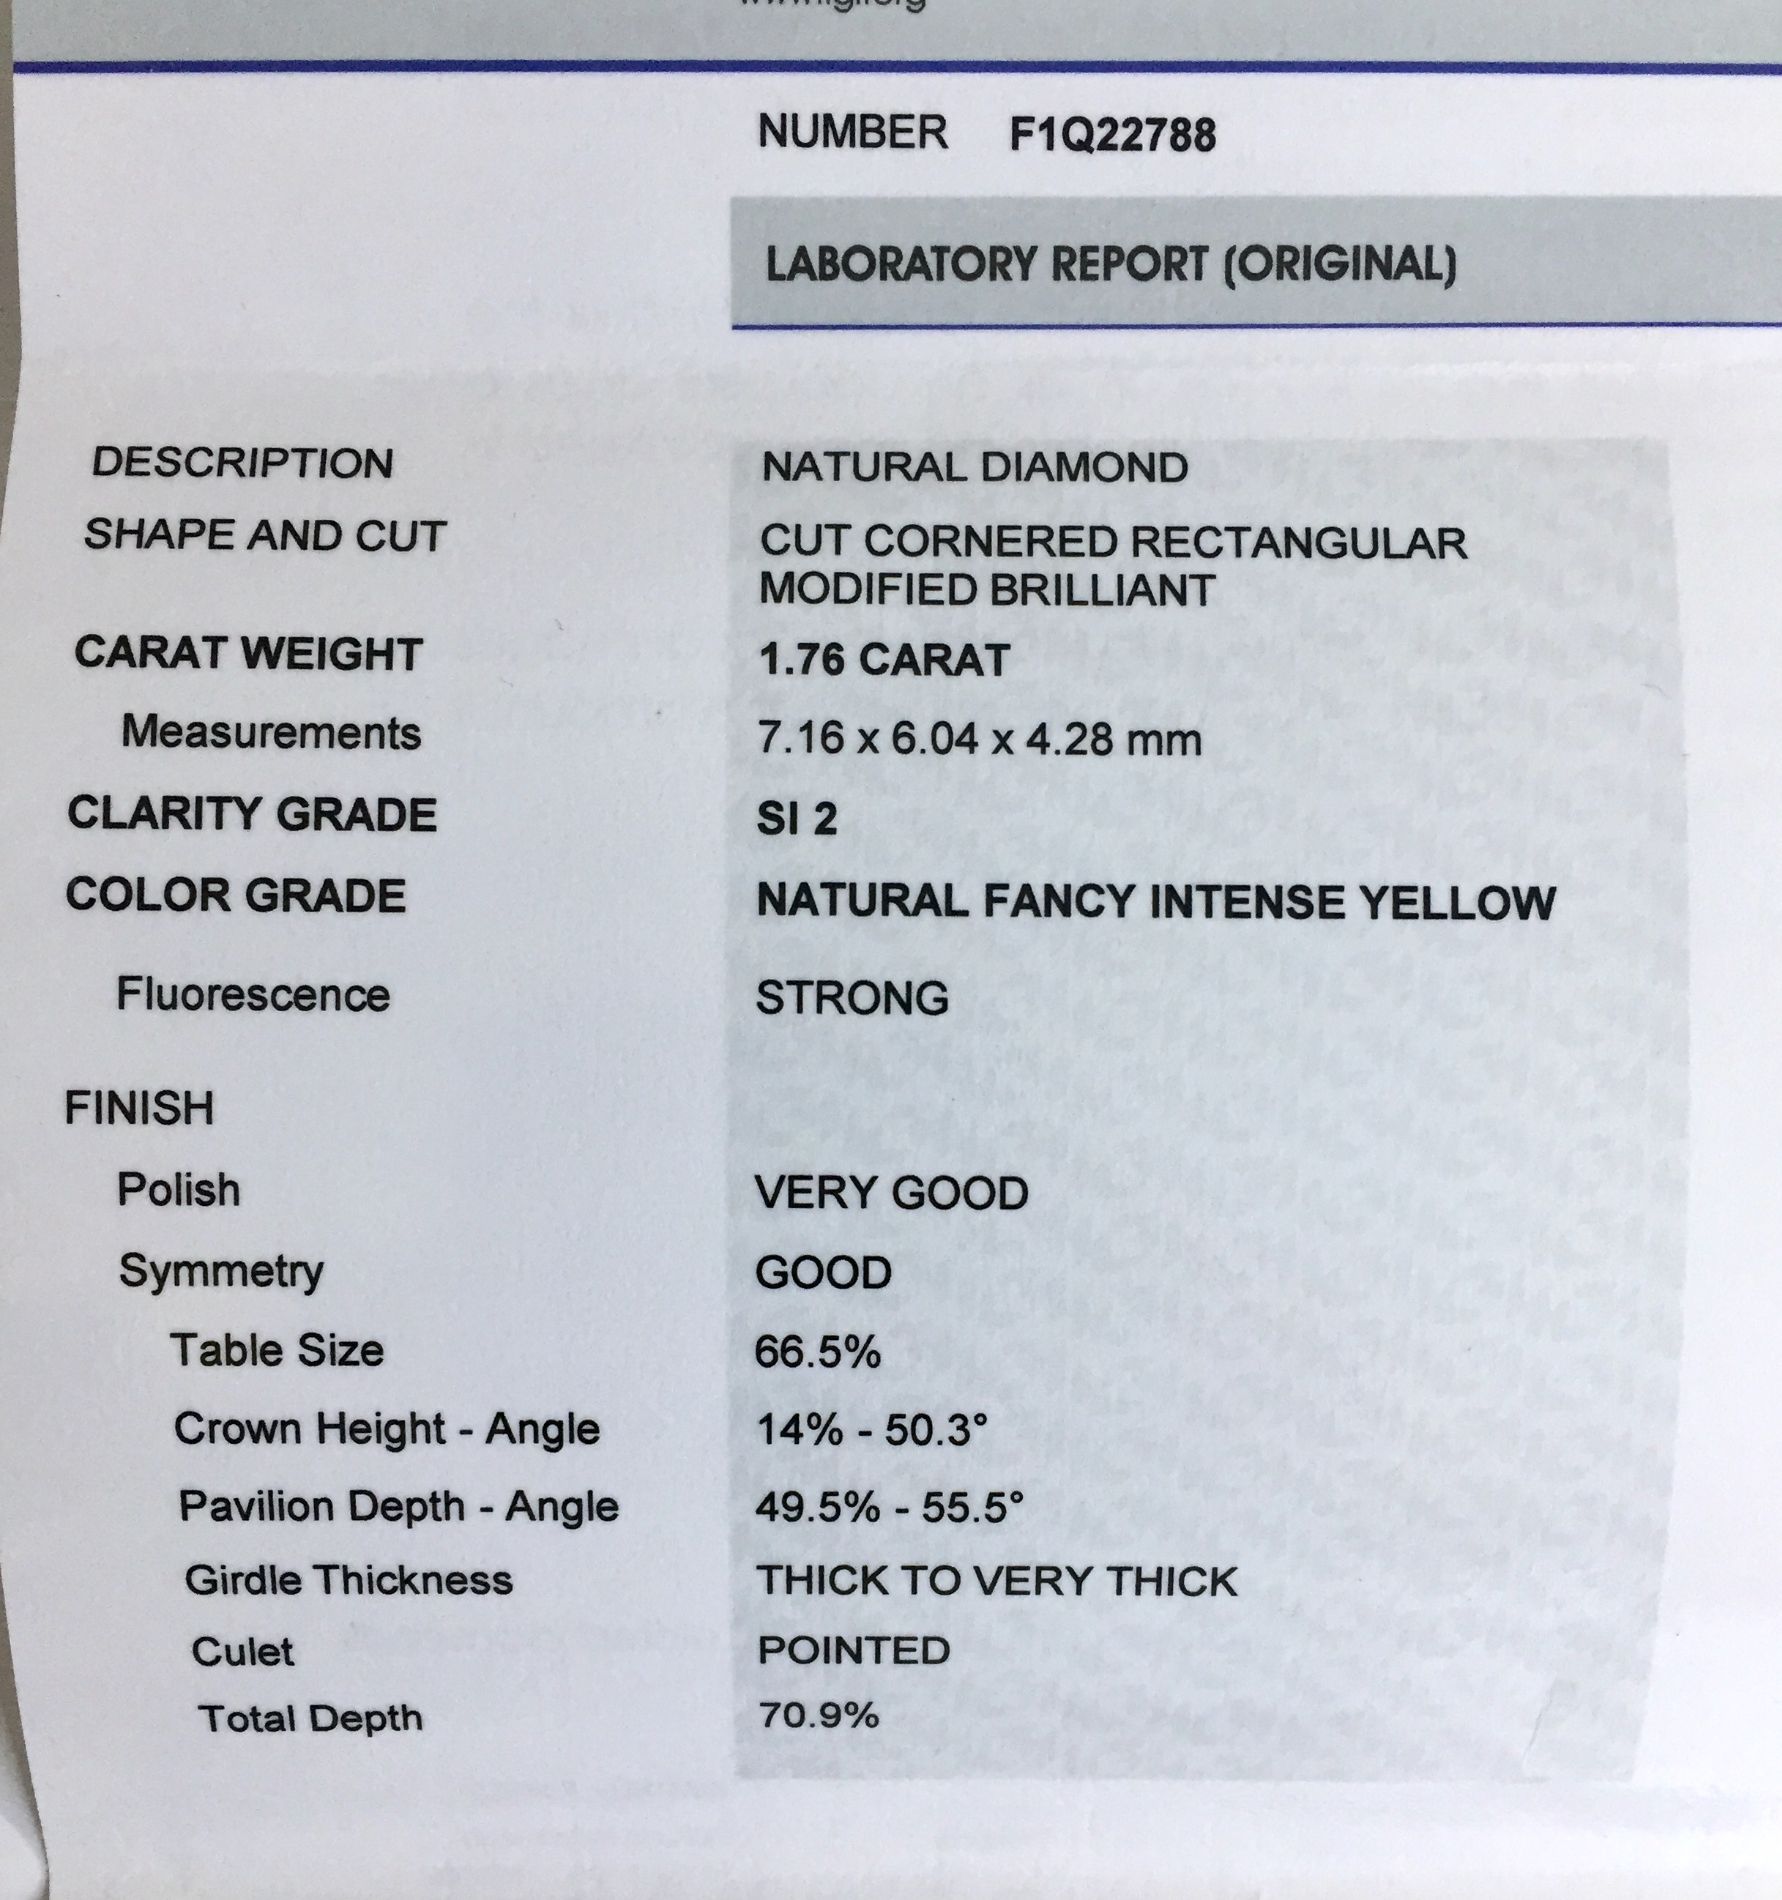 NUMBER F1Q22788
LABORATORY REPORT (ORIGINAL)
DESCRIPTION NATURAL DIAMOND
SHAPE AND CUT CUT CORNERED RECTANGULAR
MODIFIED BRILLIANT
CARAT WEIGHT 1.76 CARAT
Measurements 7.16 x 6.04 x 4.28 mm
CLARITY GRADE SI 2
COLOR GRADE NATURAL FANCY INTENSE YELLOW
Fluorescence STRONG
FINISH
Polish VERY GOOD
Symmetry GOOD
Table Size 66.5%
Crown Height - Angle 14% - 50.3°
Pavilion Depth - Angle 49.5% - 55.5°
Girdle Thickness THICK TO VERY THICK
Culet POINTED
Total Depth 70.9%